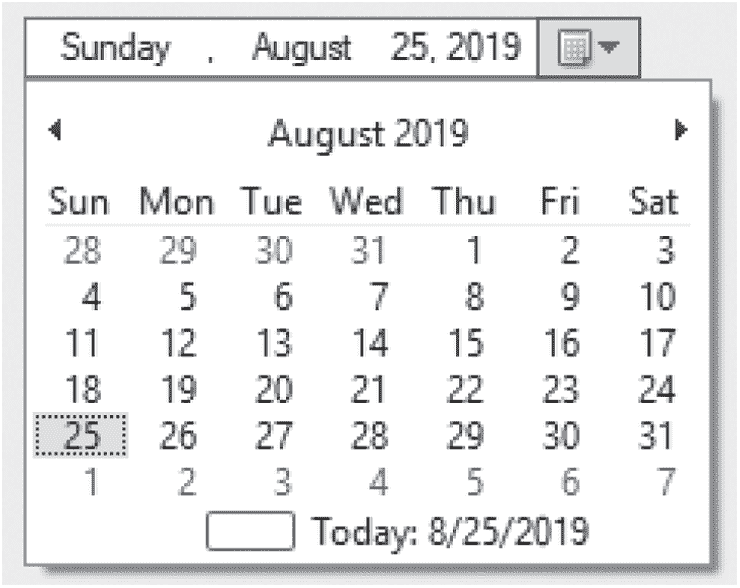 Sunday , August 25, 2019
August 2019
Sun Mon Tue Wed Thu Fri Sat
28 29 30 31 1 2 3
4 5 6 7 8 9 10
11 12 13 14 15 16 17
18 19 20 21 22 23 24
25 26 27 28 29 30 31
1 2 3 4 5 6 7
Today: 8/25/2019